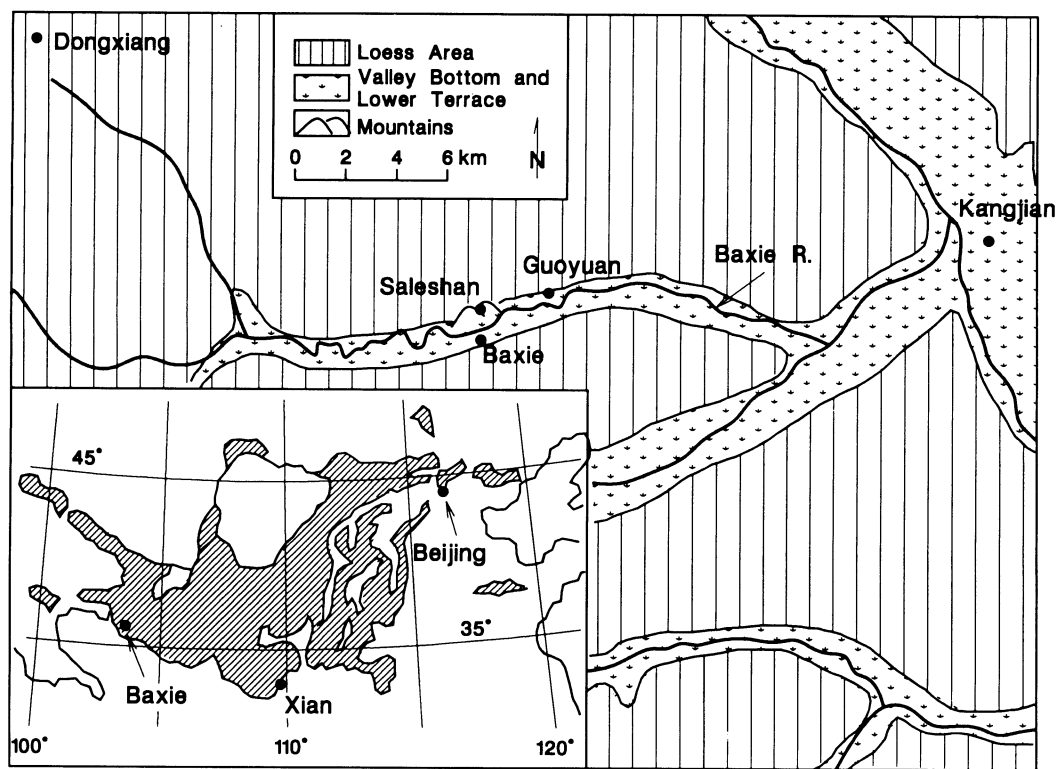 Dongxiang
Loess Area
Valley Bottom and
Lower Terrace
Mountains
0 2 4 6 km
N
Kangjian
Baxie R.
Guoyuan
Saleshan
Baxie
45°
Beijing
35°
Baxie
Xian
100° 110° 120°